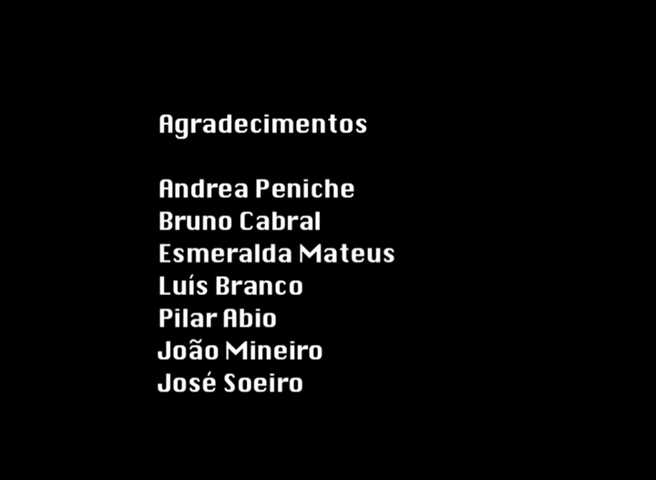 Agradecimentos
Andrea Peniche
Bruno Cabral
Esmeralda Mateus
Luís Branco
Pilar Abio
João Mineiro
José Soeiro